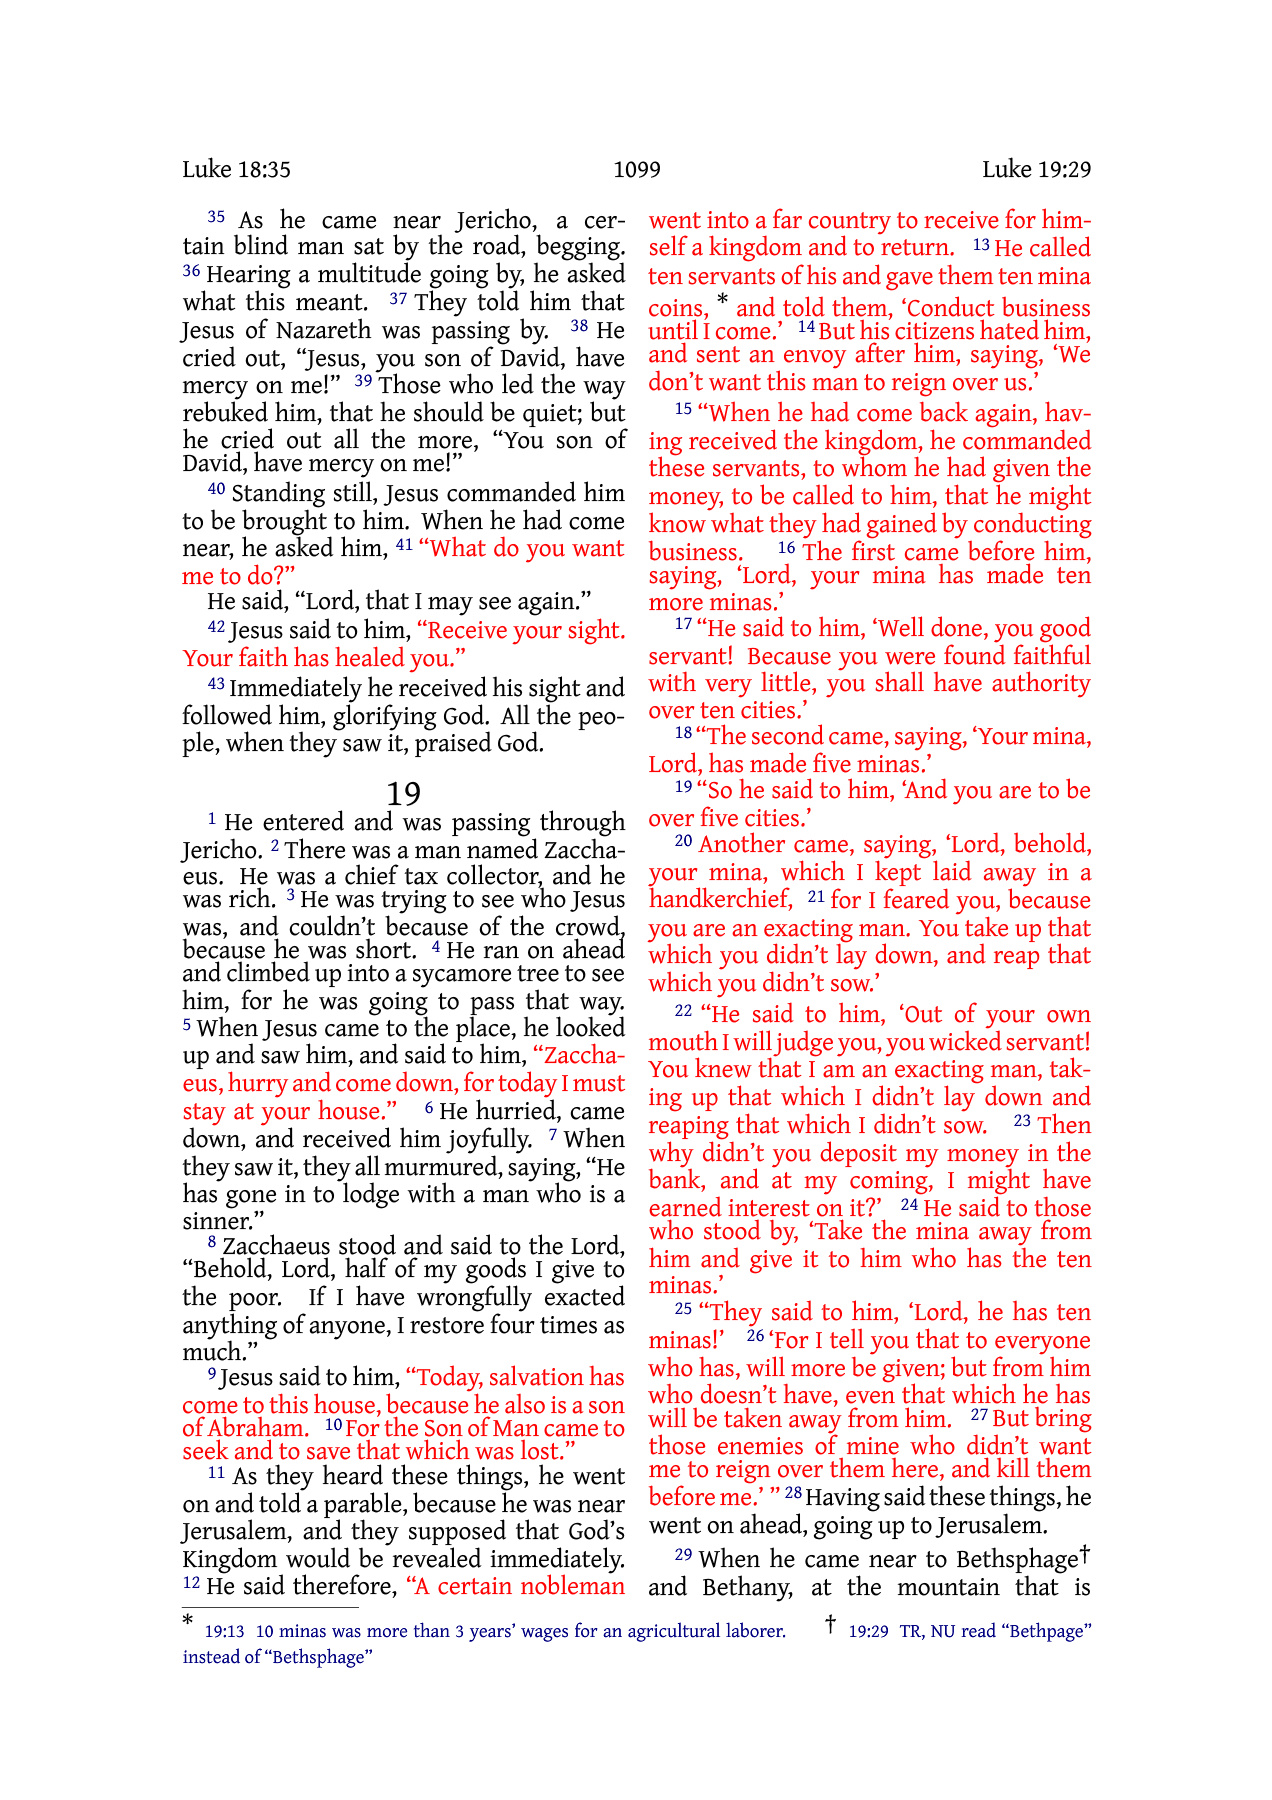 Luke 18:35 1099 Luke 19:29
35 As he came near Jericho, a cer-
tain blind man sat by the road, begging.
36 Hearing a multitude going by, he asked
what this meant. 37 They told him that
Jesus of Nazareth was passing by. 38 He
cried out, “Jesus, you son of David, have
mercy on me!” 39 Those who led the way
rebuked him, that he should be quiet; but
he cried out all the more, “You son of
David, have mercy on me!”
40 Standing still, Jesus commanded him
to be brought to him. When he had come
near, he asked him, 41 “What do you want
me to do?”
He said, “Lord, that I may see again.”
42 Jesus said to him, “Receive your sight.
Your faith has healed you.”
43 Immediately he received his sight and
followed him, glorifying God. All the peo-
ple, when they saw it, praised God.
19
1 He entered and was passing through
Jericho. 2 There was a man named Zaccha-
eus. He was a chief tax collector, and he
was rich. 3 He was trying to see who Jesus
was, and couldn’t because of the crowd,
because he was short. 4 He ran on ahead
and climbed up into a sycamore tree to see
him, for he was going to pass that way.
5 When Jesus came to the place, he looked
up and saw him, and said to him, “Zaccha-
eus, hurry and come down, for today I must
stay at your house.” 6 He hurried, came
down, and received him joyfully. 7 When
they saw it, they all murmured, saying, “He
has gone in to lodge with a man who is a
sinner.”
8 Zacchaeus stood and said to the Lord,
“Behold, Lord, half of my goods I give to
the poor. If I have wrongfully exacted
anything of anyone, I restore four times as
much.”
9 Jesus said to him, “Today, salvation has
come to this house, because he also is a son
of Abraham. 10 For the Son of Man came to
seek and to save that which was lost.”
11 As they heard these things, he went
on and told a parable, because he was near
Jerusalem, and they supposed that God’s
Kingdom would be revealed immediately.
12 He said therefore, “A certain nobleman
went into a far country to receive for him-
self a kingdom and to return. 13 He called
ten servants of his and gave them ten mina
coins, * and told them, ‘Conduct business
until I come.’ 14 But his citizens hated him,
and sent an envoy after him, saying, ‘We
don’t want this man to reign over us.’
15 “When he had come back again, hav-
ing received the kingdom, he commanded
these servants, to whom he had given the
money, to be called to him, that he might
know what they had gained by conducting
business. 16 The first came before him,
saying, ‘Lord, your mina has made ten
more minas.’
17 “He said to him, ‘Well done, you good
servant! Because you were found faithful
with very little, you shall have authority
over ten cities.’
18 “The second came, saying, ‘Your mina,
Lord, has made five minas.’
19 “So he said to him, ‘And you are to be
over five cities.’
20 Another came, saying, ‘Lord, behold,
your mina, which I kept laid away in a
handkerchief, 21 for I feared you, because
you are an exacting man. You take up that
which you didn’t lay down, and reap that
which you didn’t sow.’
22 “He said to him, ‘Out of your own
mouth I will judge you, you wicked servant!
You knew that I am an exacting man, tak-
ing up that which I didn’t lay down and
reaping that which I didn’t sow. 23 Then
why didn’t you deposit my money in the
bank, and at my coming, I might have
earned interest on it?’ 24 He said to those
who stood by, ‘Take the mina away from
him and give it to him who has the ten
minas.’
25 “They said to him, ‘Lord, he has ten
minas!’ 26 ‘For I tell you that to everyone
who has, will more be given; but from him
who doesn’t have, even that which he has
will be taken away from him. 27 But bring
those enemies of mine who didn’t want
me to reign over them here, and kill them
before me.’ ” 28 Having said these things, he
went on ahead, going up to Jerusalem.
29 When he came near to Bethsphage†
and Bethany, at the mountain that is
* 19:13 10 minas was more than 3 years’ wages for an agricultural laborer. † 19:29 TR, NU read “Bethpage”
instead of “Bethsphage”